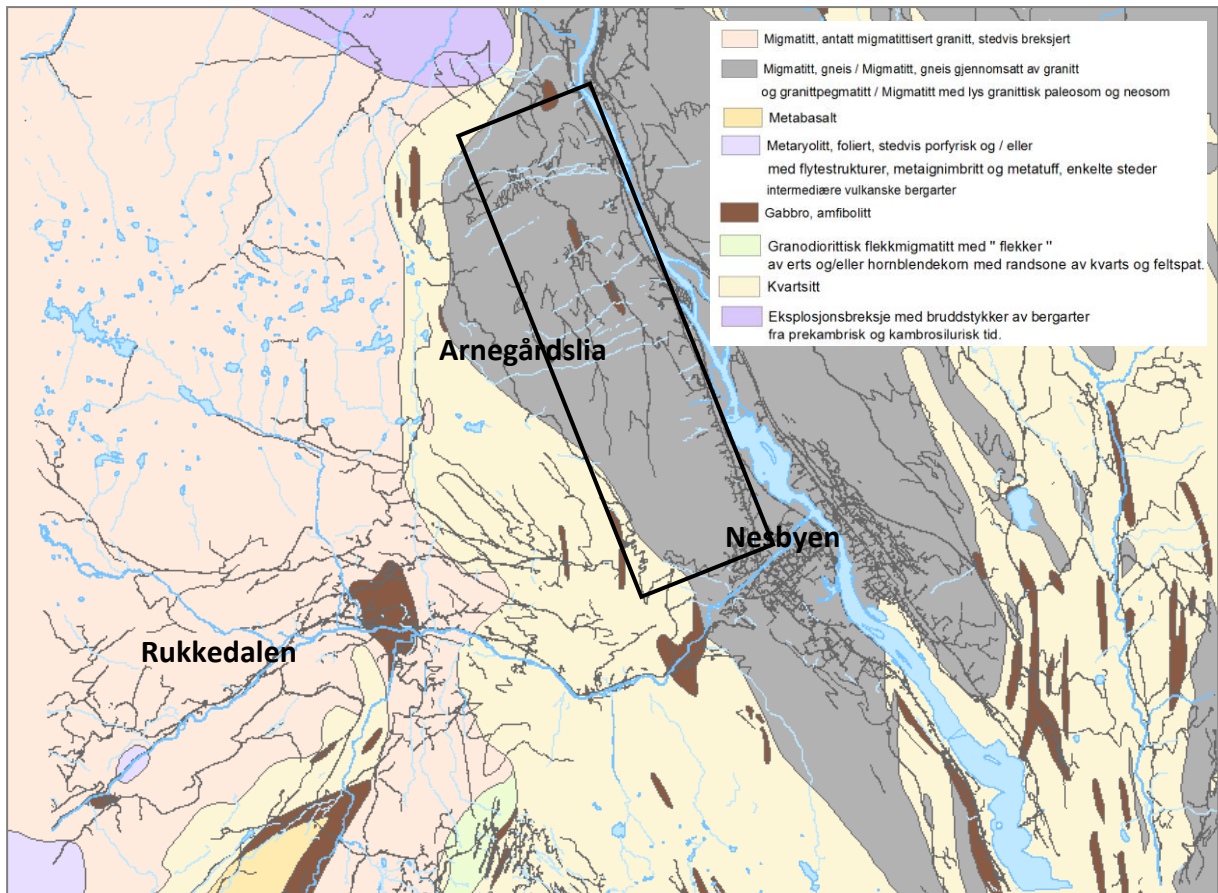 Migmatitt, antatt migmatittisert granitt, stedvis breksjert
Migmatitt, gneis / Migmatitt, gneis gjennomsatt av granitt
og granittpegmatitt / Migmatitt med lys granittisk paleosom og neosom
Metabasalt
Metaryolitt, foliert, stedvis porfyrisk og / eller
med flytestrukturer, metaignimbritt og metatuff, enkelte steder
intermediære vulkanske bergarter
Gabbro, amfibolitt
Granodiorittisk flekkmigmatitt med " flekker "
av erts og/eller hornblendekorn med randsone av kvarts og feltspat.
Kvartsitt
Eksplosjonsbreksje med bruddstykker av bergarter
fra prekambrisk og kambrosilurisk tid.
Arnegårdslia
Nesbyen
Rukkedalen